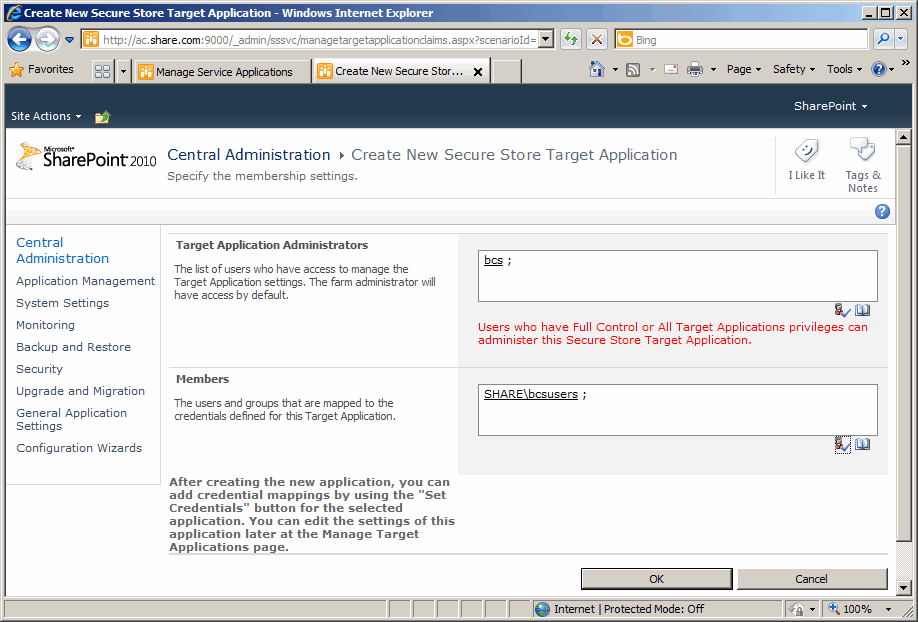 Create New Secure Store Target Application - Windows Internet Explorer
http://ac.share.com:9000/_admin/sssvc/managetargetapplicationclaims.aspx?scenarioId=
Bing
Favorites
Manage Service Applications
Create New Secure Stor...
Page
Safety
Tools
»
SharePoint
Site Actions
Microsoft
SharePoint 2010
Central Administration › Create New Secure Store Target Application
Specify the membership settings.
I Like It
Tags &
Notes
Central
Administration
Application Management
System Settings
Monitoring
Backup and Restore
Security
Upgrade and Migration
General Application
Settings
Configuration Wizards
Target Application Administrators
The list of users who have access to manage the
Target Application settings. The farm administrator will
have access by default.
bcs ;
Users who have Full Control or All Target Applications privileges can
administer this Secure Store Target Application.
Members
The users and groups that are mapped to the
credentials defined for this Target Application.
SHARE\bcsusers ;
After creating the new application, you can
add credential mappings by using the "Set
Credentials" button for the selected
application. You can edit the settings of this
application later at the Manage Target
Applications page.
OK
Cancel
Internet | Protected Mode: Off
100%